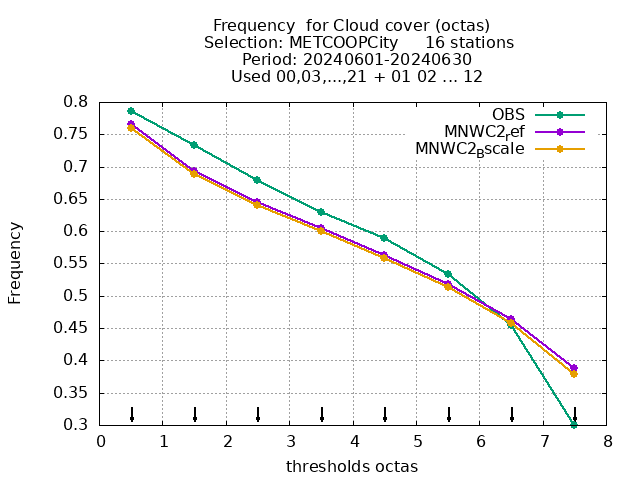 Frequency  for Cloud cover (octas)
Selection: METCOOPCity     16 stations
Period: 20240601-20240630
Used 00,03,...,21 + 01 02 ... 12
OBS
MNWC2ref
MNWC2Bscale
0.8
0.75
0.7
0.65
0.6
0.55
0.5
0.45
0.4
0.35
0.3
Frequency
0 1 2 3 4 5 6 7 8
thresholds octas